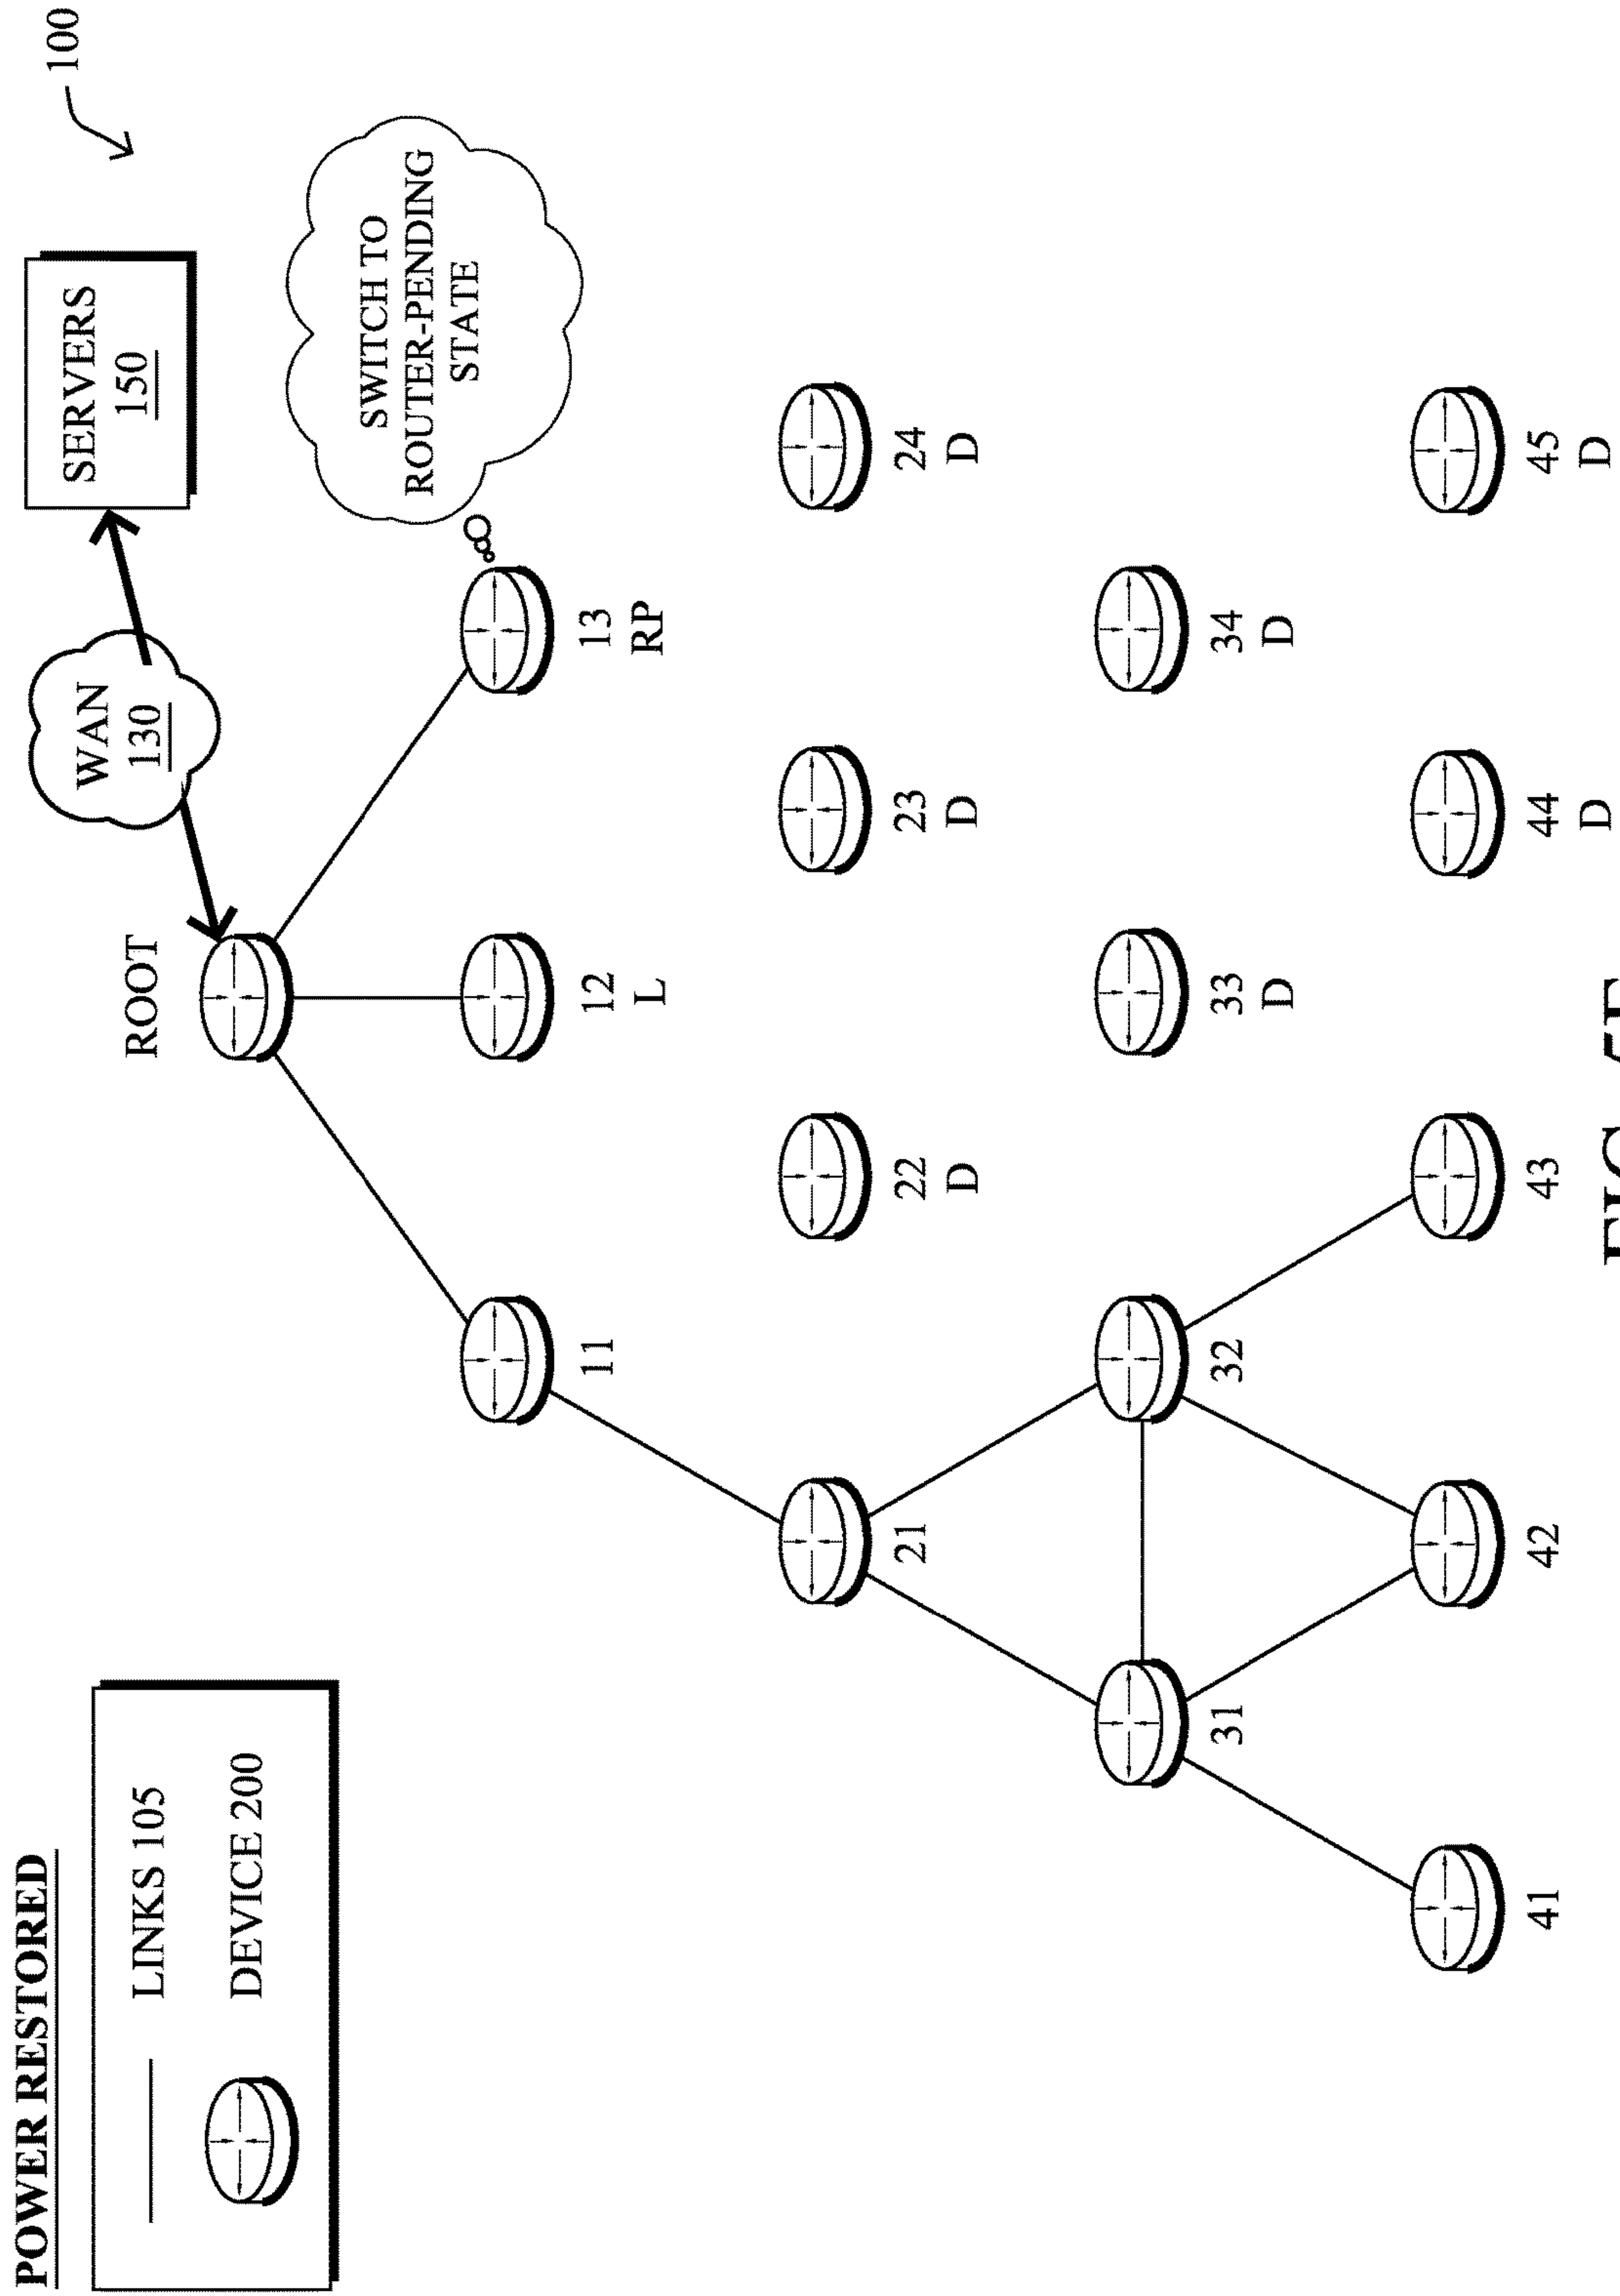 POWER RESTORED
LINKS 105
DEVICE 200
100
SERVERS
150
WAN
130
ROOT
SWITCH TO
ROUTER-PENDING
STATE
11
12
L
13
RP
21
22
D
23
D
24
D
31
32
33
D
34
D
41
42
43
44
D
45
D